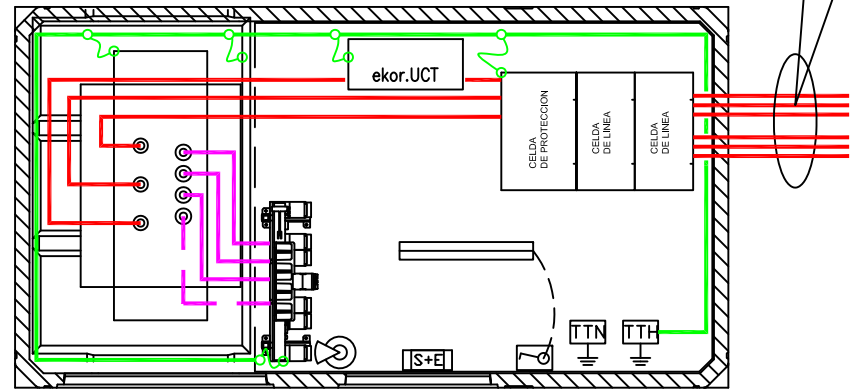 ekor.UCT
CELDA
DE PROTECCION
CELDA
DE LINEA
CELDA
DE LINEA
TTN
TTH
S+E